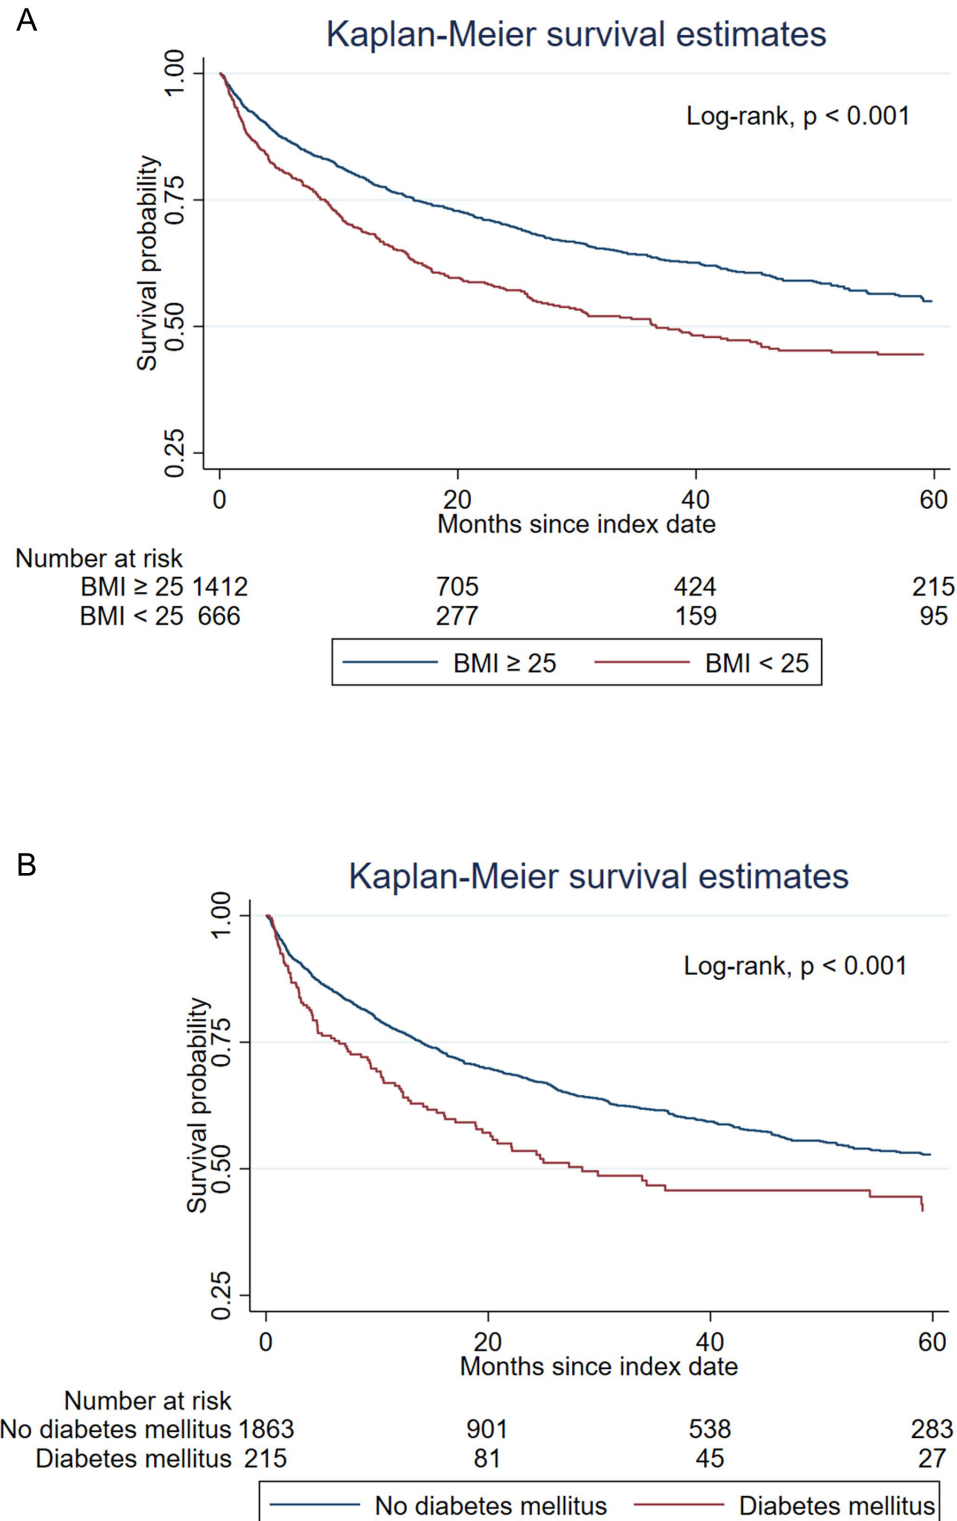 A
Kaplan-Meier survival estimates
Log-rank, p < 0.001
Survival probability
1.00
0.75
0.50
0.25
0 20 40 60
Months since index date
Number at risk
BMI ≥ 25 1412 705 424 215
BMI < 25 666 277 159 95
BMI ≥ 25 BMI < 25
B
Kaplan-Meier survival estimates
Log-rank, p < 0.001
Survival probability
1.00
0.75
0.50
0.25
0 20 40 60
Months since index date
Number at risk
No diabetes mellitus 1863 901 538 283
Diabetes mellitus 215 81 45 27
No diabetes mellitus Diabetes mellitus